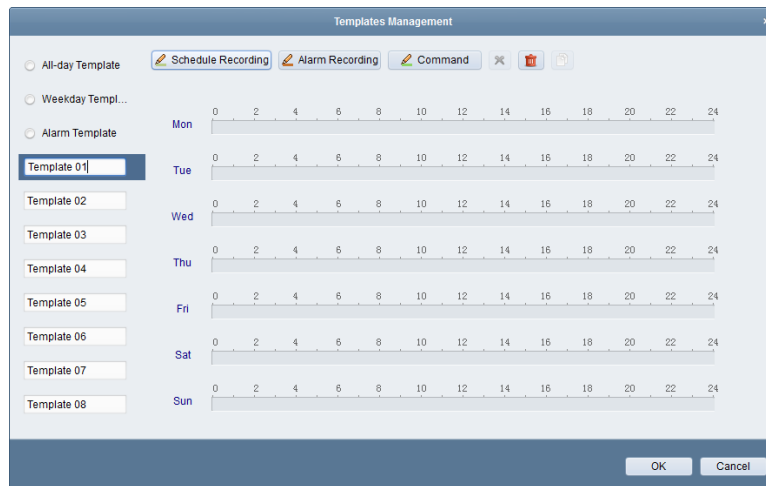 Templates Management
Schedule Recording Alarm Recording Command
All-day Template
Weekday Templ...
Alarm Template
Template 01
Template 02
Template 03
Template 04
Template 05
Template 06
Template 07
Template 08
0 2 4 6 8 10 12 14 16 18 20 22 24
Mon
0 2 4 6 8 10 12 14 16 18 20 22 24
Tue
0 2 4 6 8 10 12 14 16 18 20 22 24
Wed
0 2 4 6 8 10 12 14 16 18 20 22 24
Thu
0 2 4 6 8 10 12 14 16 18 20 22 24
Fri
0 2 4 6 8 10 12 14 16 18 20 22 24
Sat
0 2 4 6 8 10 12 14 16 18 20 22 24
Sun
OK Cancel